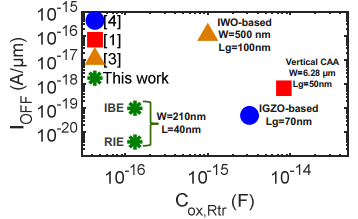 [4]
[1]
[3]
This work
IWO-based
W=500 nm
Lg=100nm
Vertical CAA
W=6.28 μm
Lg=50nm
IBE
RIE
W=210nm
L=40nm
IGZO-based
Lg=70nm
10⁻¹⁵
10⁻¹⁶
10⁻¹⁷
10⁻¹⁸
10⁻¹⁹
10⁻²⁰
I_OFF (A/μm)
10⁻¹⁶
10⁻¹⁵
10⁻¹⁴
C_ox,Rtr (F)